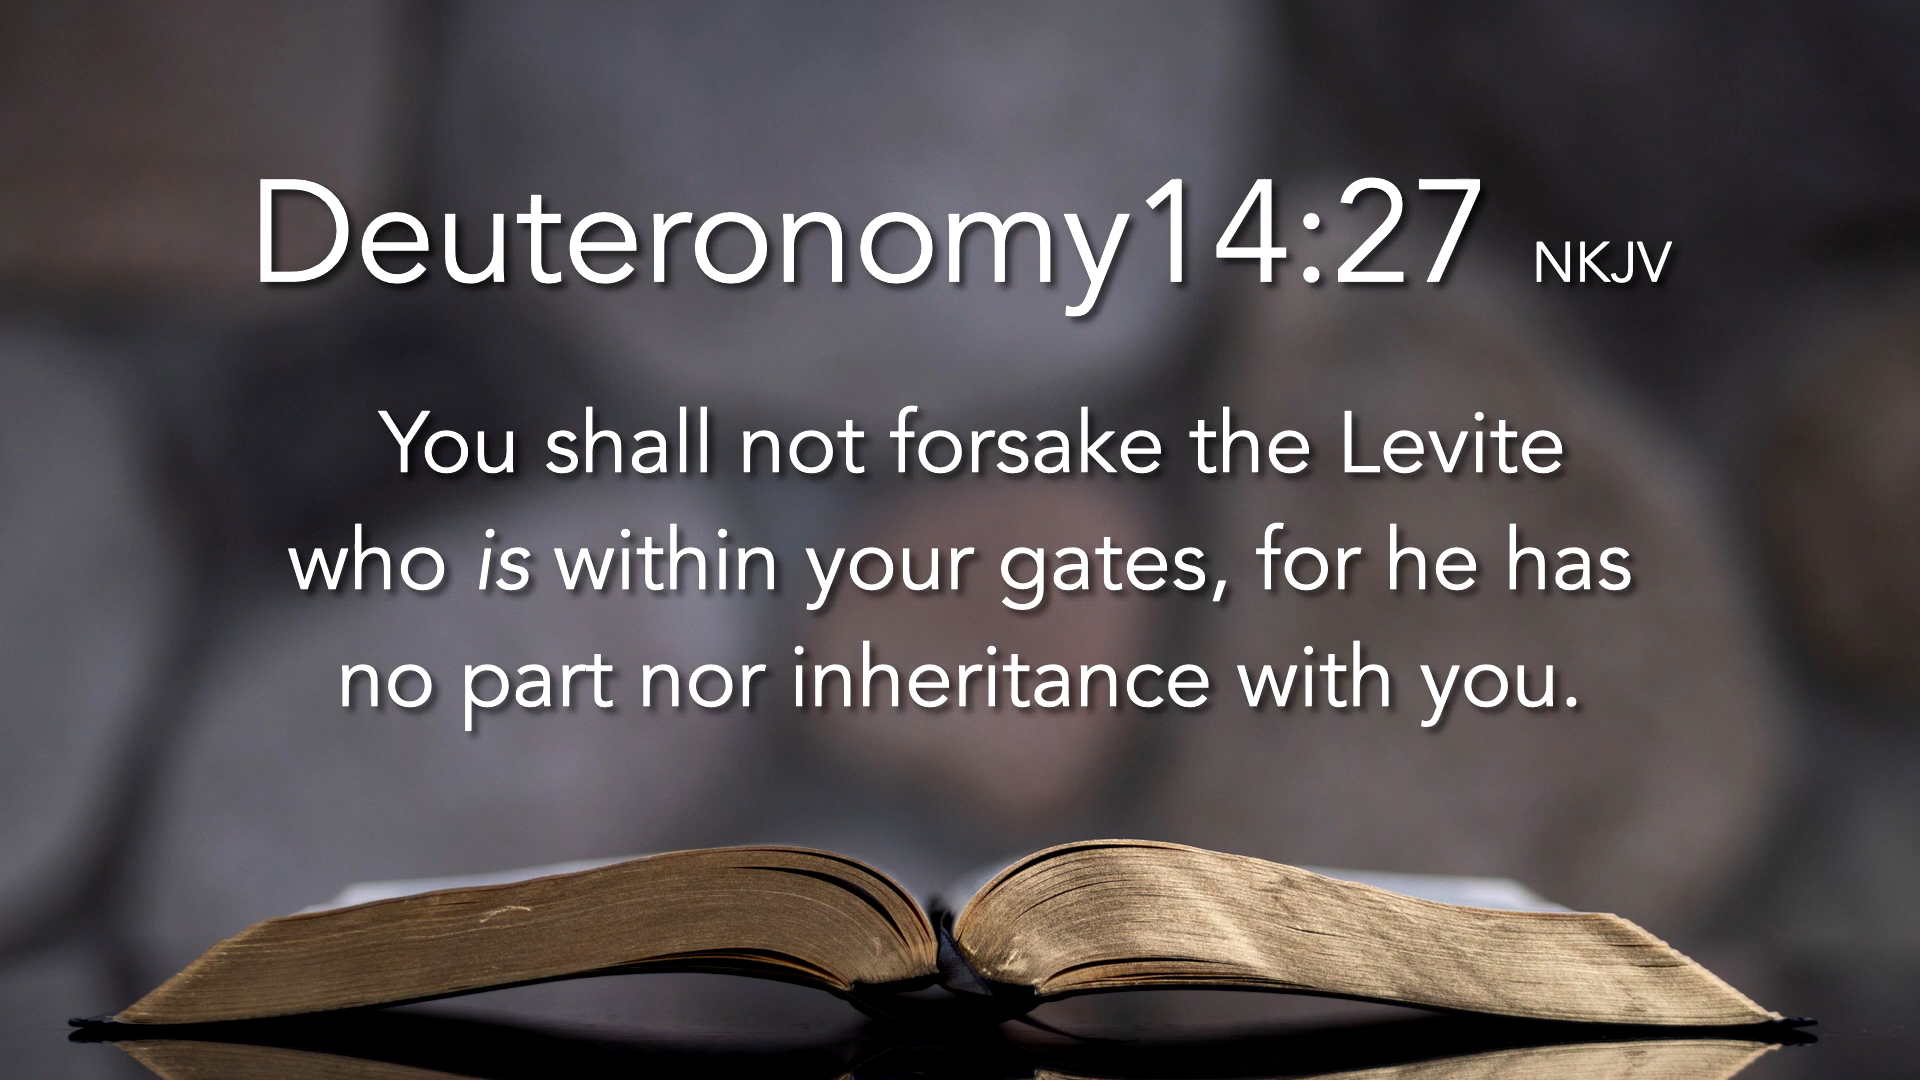 Deuteronomy14:27 NKJV
You shall not forsake the Levite
who is within your gates, for he has
no part nor inheritance with you.